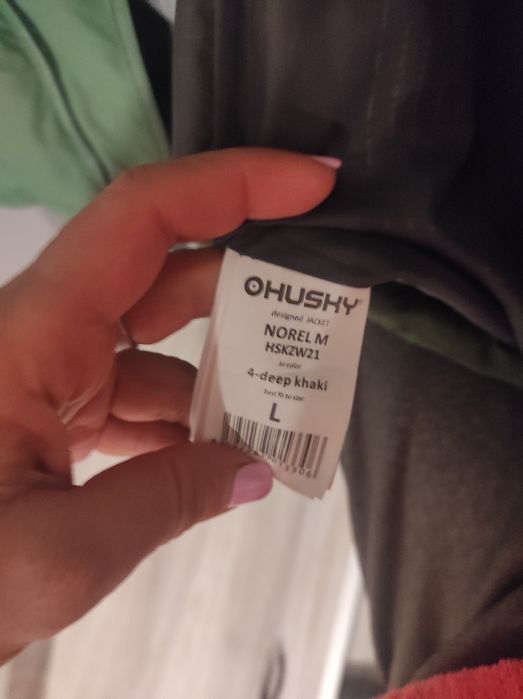 HUSKY®
designed JACKET
NOREL M
HSKZW21
in color
4-deep khaki
best fit to size:
L